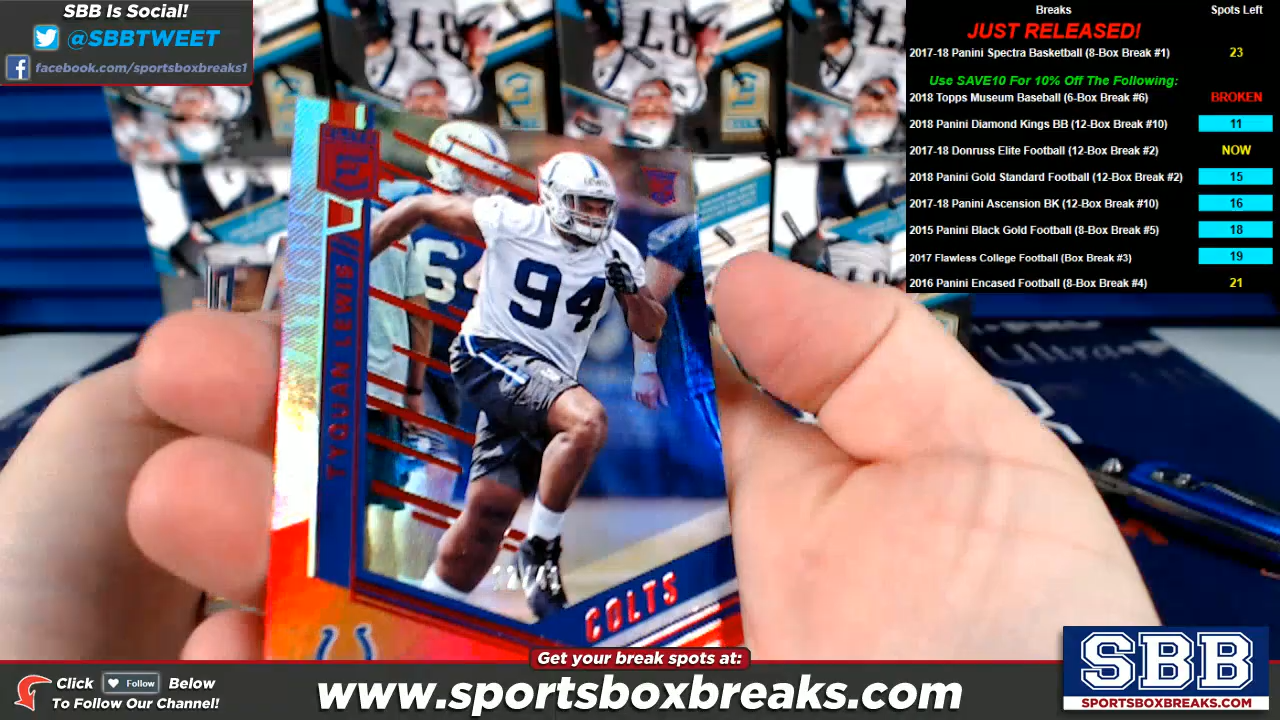 SBB Is Social!
@SBBTWEET
facebook.com/sportsboxbreaks1
Breaks Spots Left
JUST RELEASED!
2017-18 Panini Spectra Basketball (8-Box Break #1) 23
Use SAVE10 For 10% Off The Following:
2018 Topps Museum Baseball (6-Box Break #6) BROKEN
2018 Panini Diamond Kings BB (12-Box Break #10) 11
2017-18 Donruss Elite Football (12-Box Break #2) NOW
2018 Panini Gold Standard Football (12-Box Break #2) 15
2017-18 Panini Ascension BK (12-Box Break #10) 16
2015 Panini Black Gold Football (8-Box Break #5) 18
2017 Flawless College Football (Box Break #3) 19
2016 Panini Encased Football (8-Box Break #4) 21
TYQUAN LEWIS
94
COLTS
Get your break spots at:
Click Follow Below
To Follow Our Channel!
www.sportsboxbreaks.com
SBB
SPORTSBOXBREAKS.COM